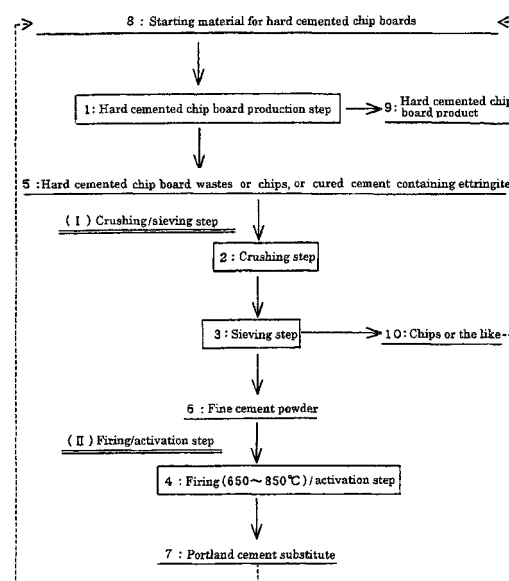 8 : Starting material for hard cemented chip boards
1: Hard cemented chip board production step
9: Hard cemented chip
board product
5 :Hard cemented chip board wastes or chips, or cured cement containing ettringite
( I ) Crushing/sieving step
2 : Crushing step
3 : Sieving step
10: Chips or the like
6 : Fine cement powder
( II ) Firing/activation step
4 : Firing (650～850℃) / activation step
7 : Portland cement substitute